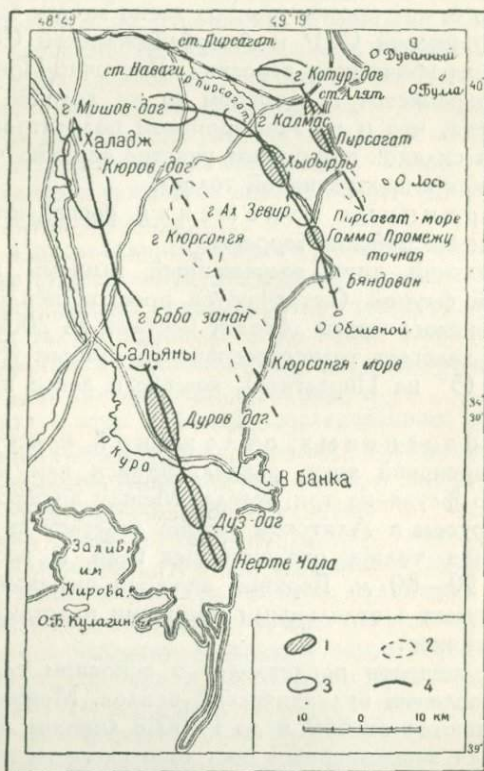 48°49
49°19
40°
ст. Пирсагат
О Дуванный
ст. Наваги
р. Пирсагат
г Котур-даг
ст. Алят
О Булла
г Мишов-даг
г Калмас
Халадж
Пирсагат
Хыдырлы
О Лось
Кюров-даг
г Ах Зевир
Пирсагат-море
г Кюрсангя
Гамма Промежу
точная
Бяндован
О Обливной
г Баба занан
Сальяны
Кюрсангя море
Дуров даг
р Кура
С. В Банка
Дуз-даг
Нефте Чала
Залив
им
Кирова
О.Б. Кулагин
1
2
3
4
10 0 10 км
39°